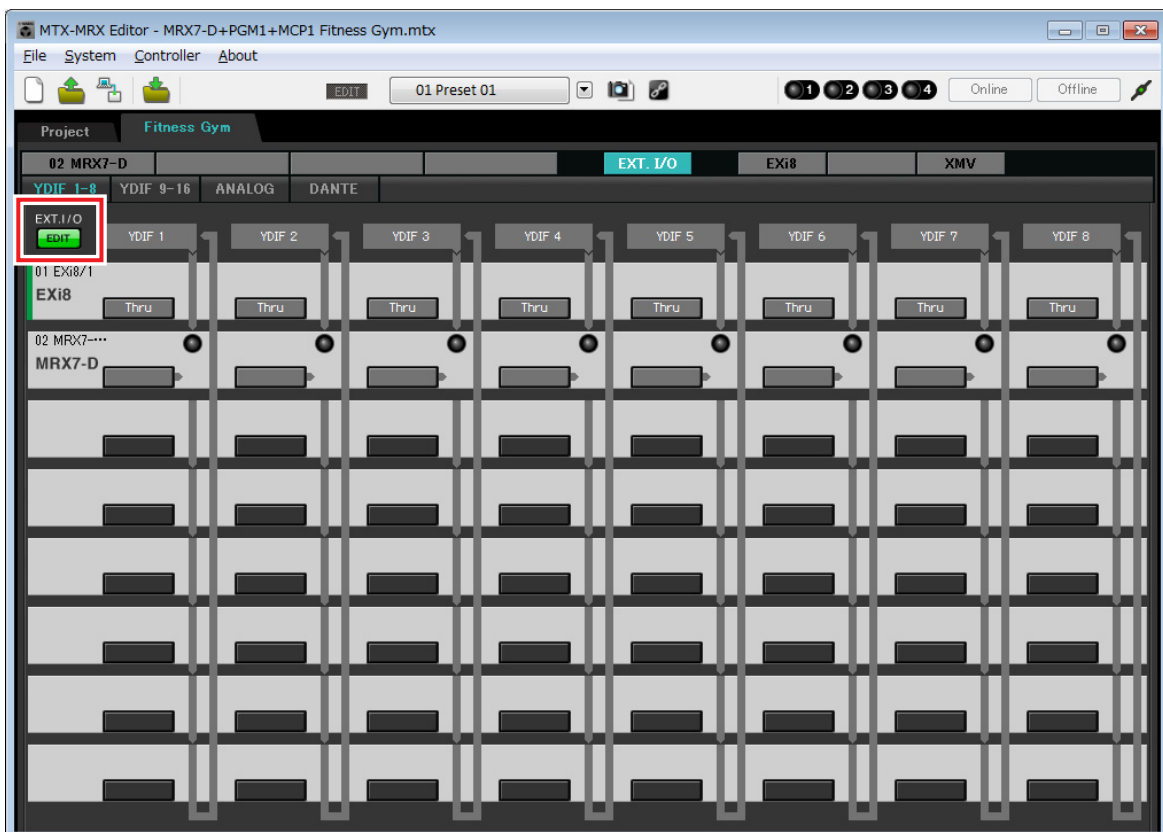 MTX-MRX Editor - MRX7-D+PGM1+MCP1 Fitness Gym.mtx
File System Controller About
EDIT 01 Preset 01 1 2 3 4 Online Offline
Project Fitness Gym
02 MRX7-D EXT. I/O EXi8 XMV
YDIF 1-8 YDIF 9-16 ANALOG DANTE
EXT.I/O
EDIT YDIF 1 YDIF 2 YDIF 3 YDIF 4 YDIF 5 YDIF 6 YDIF 7 YDIF 8
01 EXi8/1
EXi8
Thru Thru Thru Thru Thru Thru Thru Thru
02 MRX7-···
MRX7-D